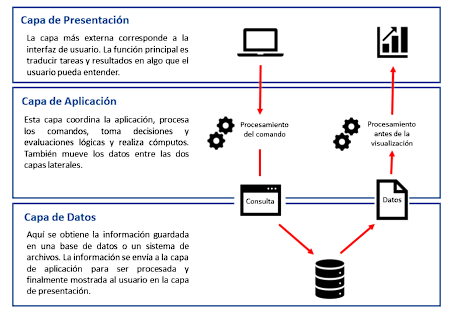 Capa de Presentación
La capa más externa corresponde a la
interfaz de usuario. La función principal es
traducir tareas y resultados en algo que el
usuario pueda entender.
Capa de Aplicación
Esta capa coordina la aplicación, procesa
los comandos, toma decisiones y
evaluaciones lógicas y realiza cómputos.
También mueve los datos entre las dos
capas laterales.
Procesamiento
del comando
Procesamiento
antes de la
visualización
Consulta
Datos
Capa de Datos
Aquí se obtiene la información guardada
en una base de datos o un sistema de
archivos. La información se envía a la capa
de aplicación para ser procesada y
finalmente mostrada al usuario en la capa
de presentación.